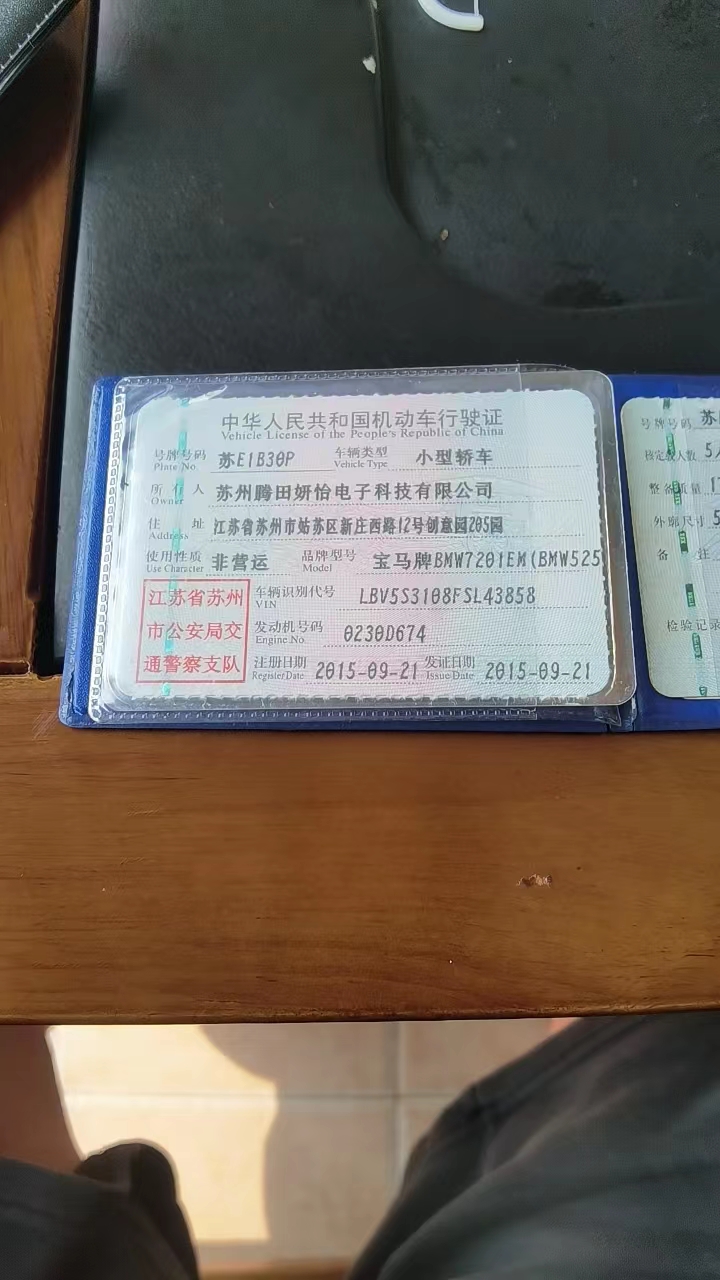 中华人民共和国机动车行驶证
Vehicle License of the People's Republic of China
号牌号码 苏E1B30P 车辆类型 小型轿车
Plate No. Vehicle Type
所有人 苏州腾田妍怡电子科技有限公司
Owner
住址 江苏省苏州市姑苏区新庄西路12号创意园205园
Address
使用性质 非营运 品牌型号 宝马牌BMW7201EM(BMW525
Use Character Model
江苏省苏州
市公安局交
通警察支队
车辆识别代号 LBV5S3108FSL43858
VIN
发动机号码 0230D674
Engine No.
注册日期 2015-09-21 发证日期 2015-09-21
Register Date Issue Date
号牌号码 苏
核定载人数 5
整备质量 1
外廓尺寸 5
备注
检验记录